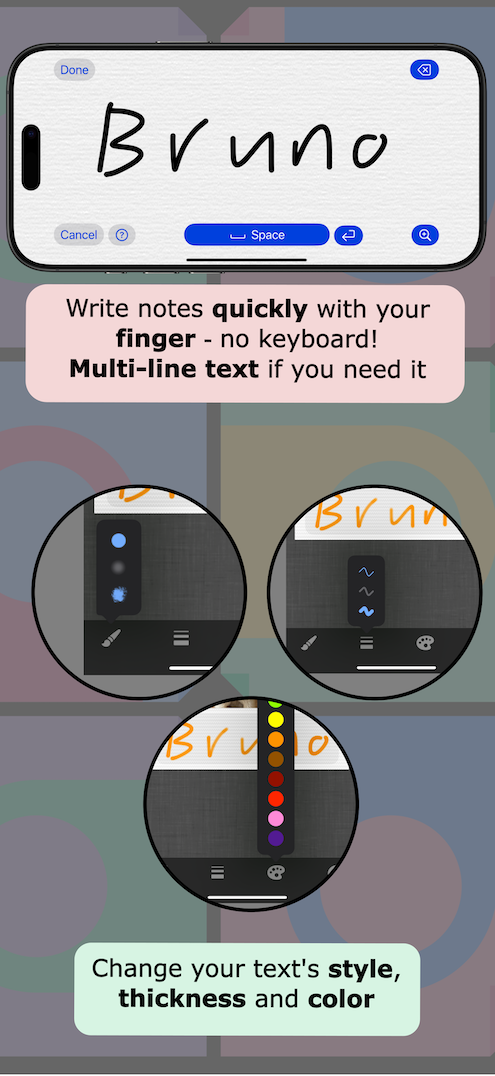 Done
Bruno
Cancel
?
Space
Write notes quickly with your
finger - no keyboard!
Multi-line text if you need it
Brun
Bruno
Change your text's style,
thickness and color